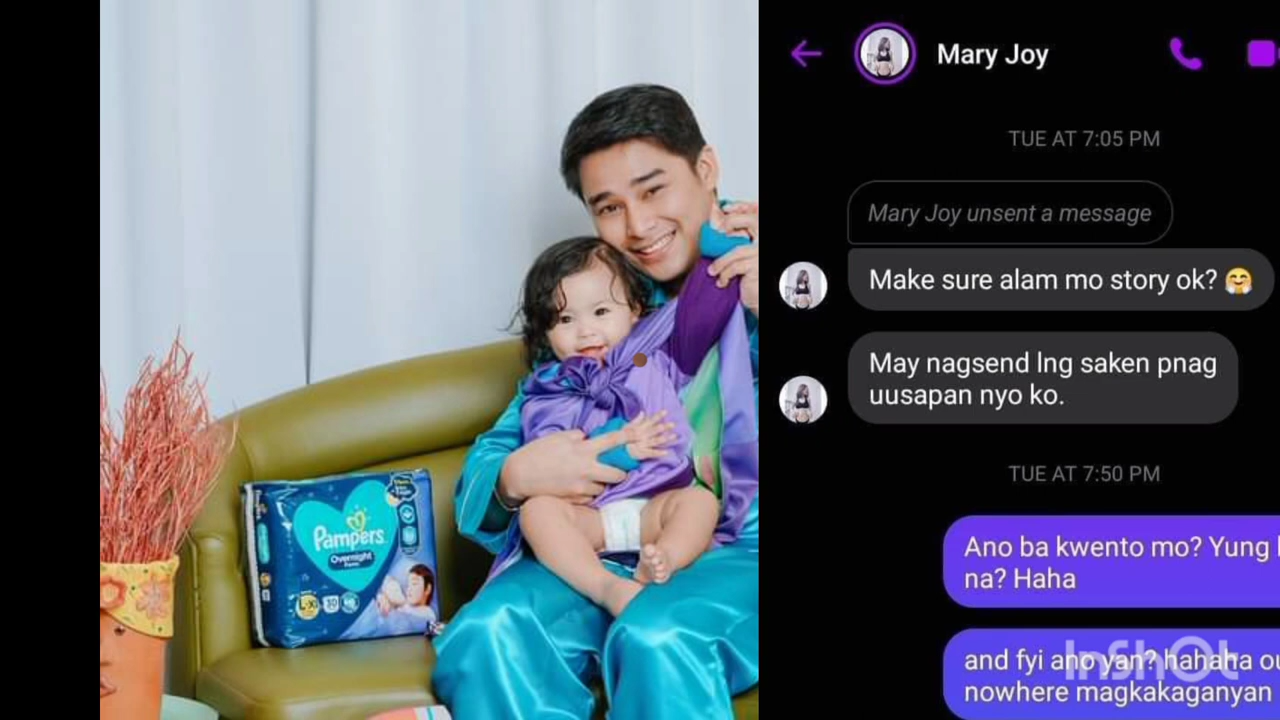 Pampers
Overnight
Mary Joy
TUE AT 7:05 PM
Mary Joy unsent a message
Make sure alam mo story ok? 🤗
May nagsend lng saken pnag
uusapan nyo ko.
TUE AT 7:50 PM
Ano ba kwento mo? Yung
na? Haha
and fyi ano yan? hahaha
nowhere magkakaganyan
InShOt